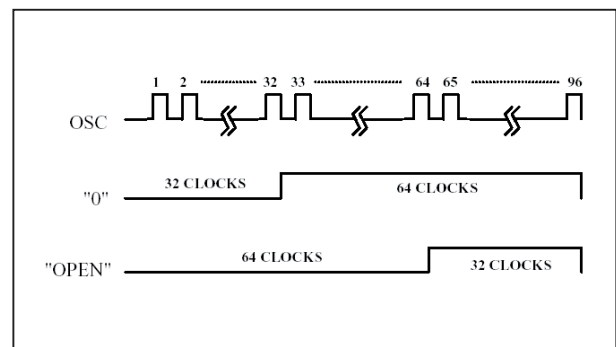 1 2 32 33 64 65 96
OSC
32 CLOCKS 64 CLOCKS
"0"
64 CLOCKS 32 CLOCKS
"OPEN"